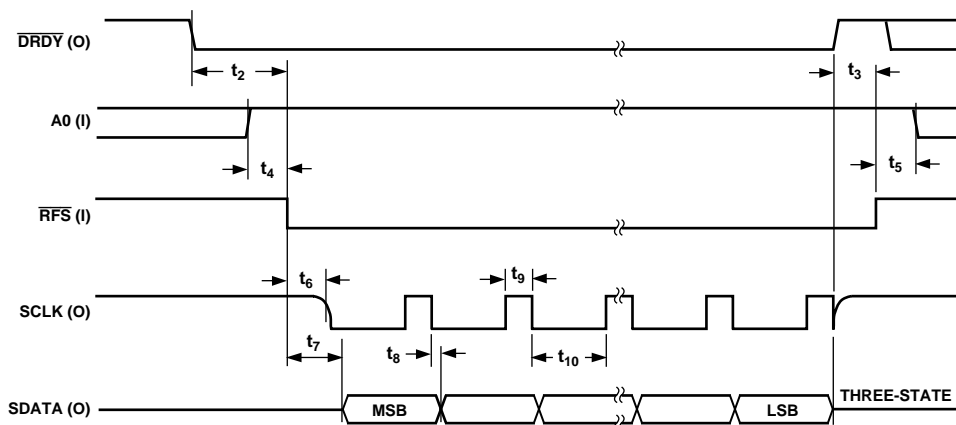 DRDY (O)
t2
t3
A0 (I)
t4
t5
RFS (I)
t6
t9
SCLK (O)
t7
t8
t10
SDATA (O)
MSB
LSB
THREE-STATE